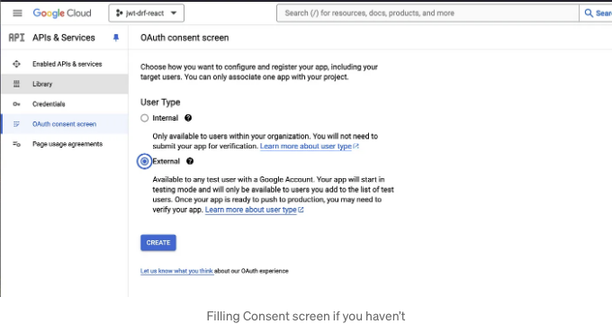 Google Cloud
jwt-drf-react
Search (/) for resources, docs, products, and more
Sear
API APIs & Services
OAuth consent screen
Enabled APIs & services
Library
Credentials
OAuth consent screen
Page usage agreements
Choose how you want to configure and register your app, including your
target users. You can only associate one app with your project.
User Type
Internal
Only available to users within your organization. You will not need to
submit your app for verification. Learn more about user type
External
Available to any test user with a Google Account. Your app will start in
testing mode and will only be available to users you add to the list of test
users. Once your app is ready to push to production, you may need to
verify your app. Learn more about user type
CREATE
Let us know what you think about our OAuth experience
Filling Consent screen if you haven't